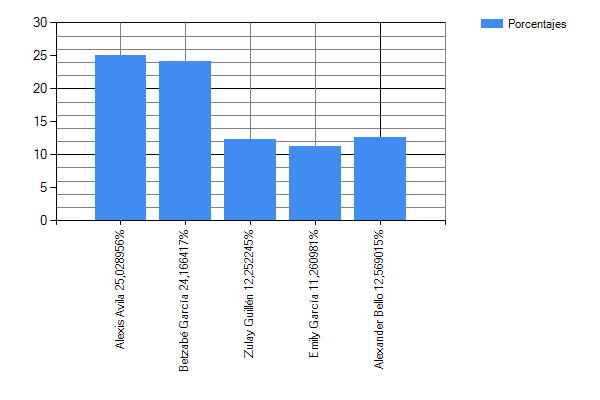 30
25
20
15
10
5
0
Alexis Avila 25,028956%
Betzabé García 24,166417%
Zulay Guillén 12,252245%
Emily García 11,260981%
Alexander Bello 12,569015%
Porcentajes